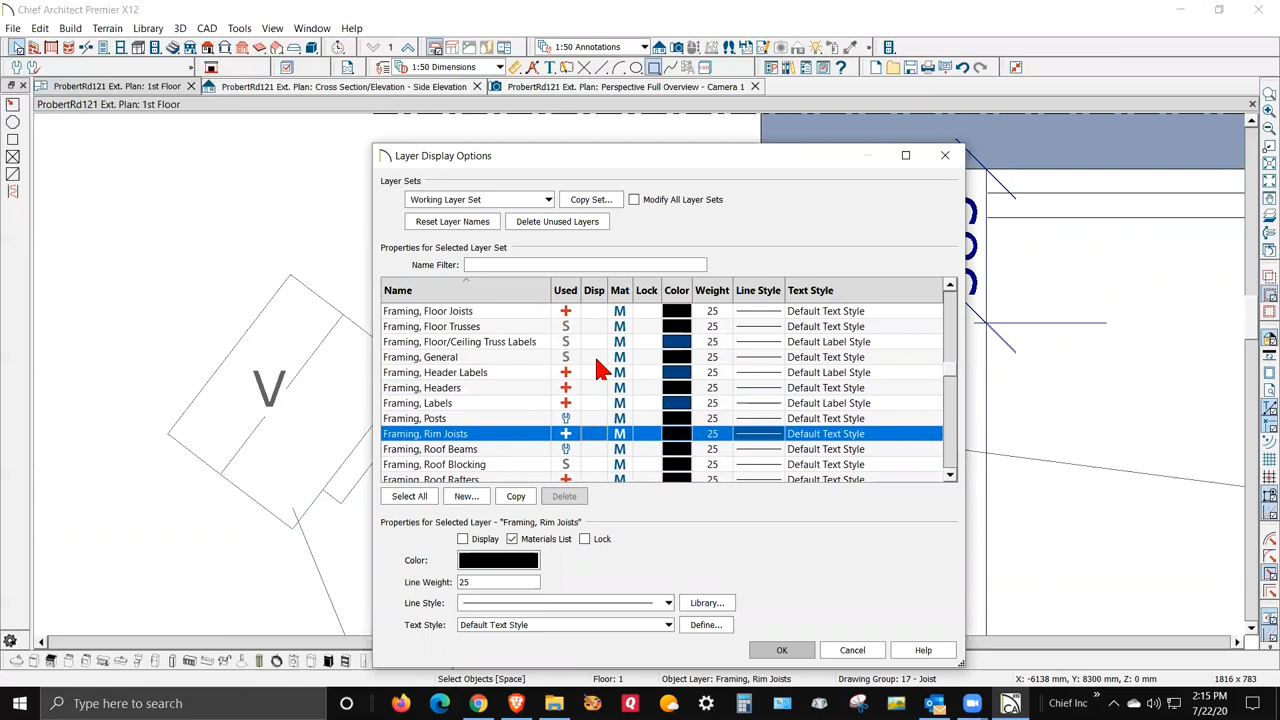 Chief Architect Premier X12
File Edit Build Terrain Library 3D CAD Tools Select Window Help
1 1:50 Annotations
1:50 Dimensions
ProbertRd121 Ext. Plan: 1st Floor ProbertRd121 Ext. Plan: Cross Section/Elevation - Side Elevation ProbertRd121 Ext. Plan: Perspective Full Overview - Camera 1
ProbertRd121 Ext. Plan: 1st Floor
Layer Display Options
Layer Sets
Working Layer Set Copy Set... Modify All Layer Sets
Reset Layer Names Delete Unused Layers
Properties for Selected Layer Set
Name Filter:
Name Used Disp Mat Lock Color Weight Line Style Text Style
Framing, Floor Joists M 25 Default Text Style
Framing, Floor Trusses S M 25 Default Text Style
Framing, Floor/Ceiling Truss Labels S M 25 Default Label Style
Framing, General S M 25 Default Text Style
Framing, Header Labels M 25 Default Label Style
Framing, Headers M 25 Default Text Style
Framing, Labels M 25 Default Label Style
Framing, Posts M 25 Default Text Style
Framing, Rim Joists M 25 Default Text Style
Framing, Roof Beams M 25 Default Text Style
Framing, Roof Blocking S M 25 Default Text Style
Framing, Roof Rafters M 25 Default Text Style
V
Select All New... Copy Delete
Properties for Selected Layer - "Framing, Rim Joists"
Display Materials List Lock
Color:
Line Weight: 25
Line Style: Library...
Text Style: Default Text Style Define...
OK Cancel Help
Select Objects [Space] Floor: 1 Object Layer: Framing, Rim Joists Drawing Group: 17 - Joist X: -6138 mm, Y: 8300 mm, Z: 0 mm 1816 x 783
Type here to search
Chief Inc
2:15 PM
7/22/20